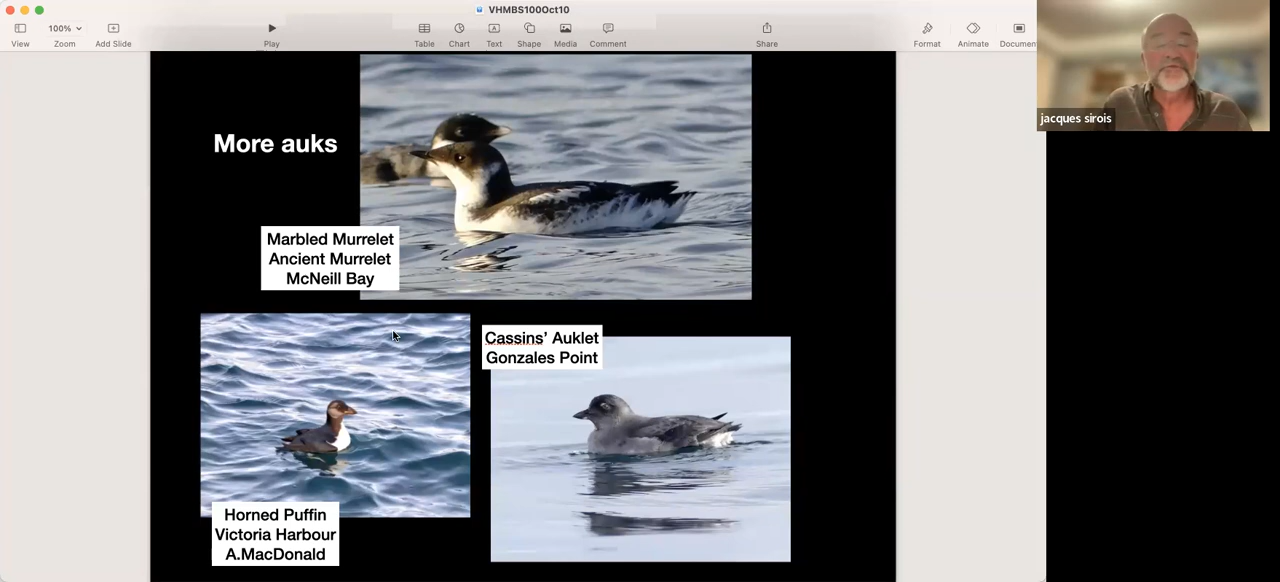 VHMBS100Oct10
100%
View
Zoom
Add Slide
Play
Table
Chart
Text
Shape
Media
Comment
Share
Format
Animate
Documen
jacques sirois
More auks
Marbled Murrelet
Ancient Murrelet
McNeill Bay
Cassins’ Auklet
Gonzales Point
Horned Puffin
Victoria Harbour
A.MacDonald